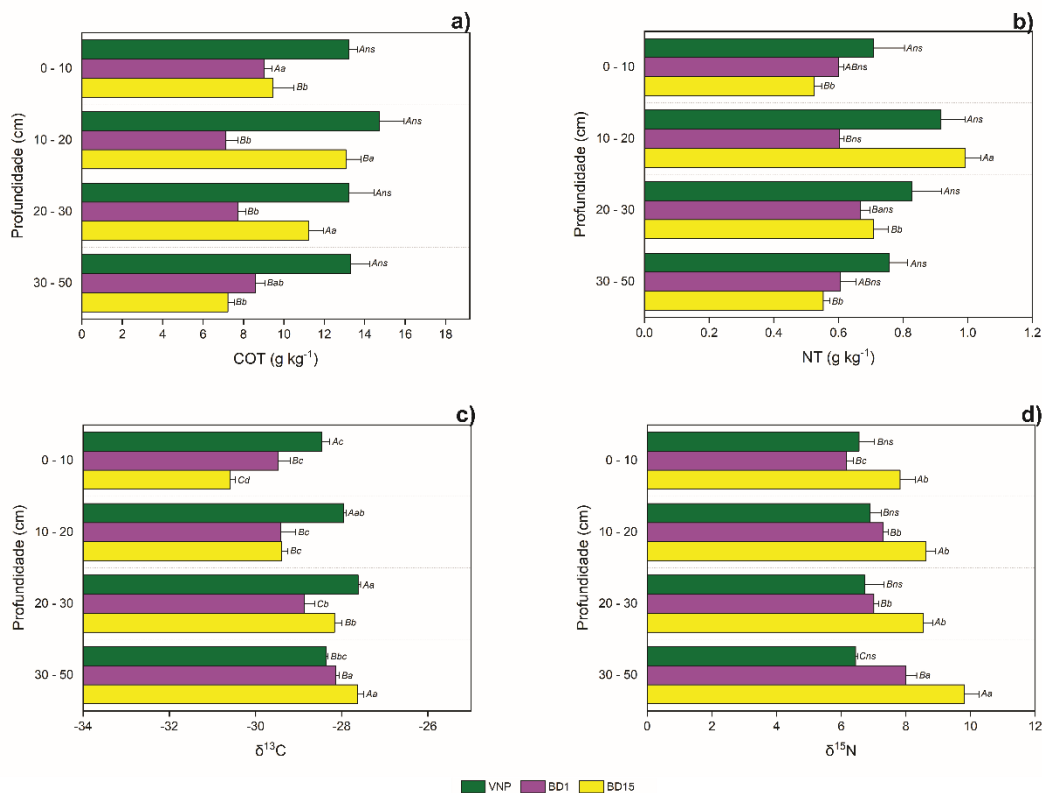 a)
Profundidade (cm)
0 - 10
Ans
Aa
Bb
10 - 20
Ans
Bb
Ba
20 - 30
Ans
Bb
Aa
30 - 50
Ans
Bab
Bb
0 2 4 6 8 10 12 14 16 18
COT (g kg⁻¹)
b)
Profundidade (cm)
0 - 10
Ans
ABns
Bb
10 - 20
Ans
Bns
Aa
20 - 30
Ans
Bans
Bb
30 - 50
Ans
ABns
Bb
0.0 0.2 0.4 0.6 0.8 1.0 1.2
NT (g kg⁻¹)
c)
Profundidade (cm)
0 - 10
Ac
Bc
Cd
10 - 20
Aab
Bc
Bc
20 - 30
Aa
Cb
Bb
30 - 50
Bbc
Ba
Aa
-34 -32 -30 -28 -26
δ¹³C
d)
Profundidade (cm)
0 - 10
Bns
Bc
Ab
10 - 20
Bns
Bb
Ab
20 - 30
Bns
Bb
Ab
30 - 50
Cns
Ba
Aa
0 2 4 6 8 10 12
δ¹⁵N
VNP BD1 BD15